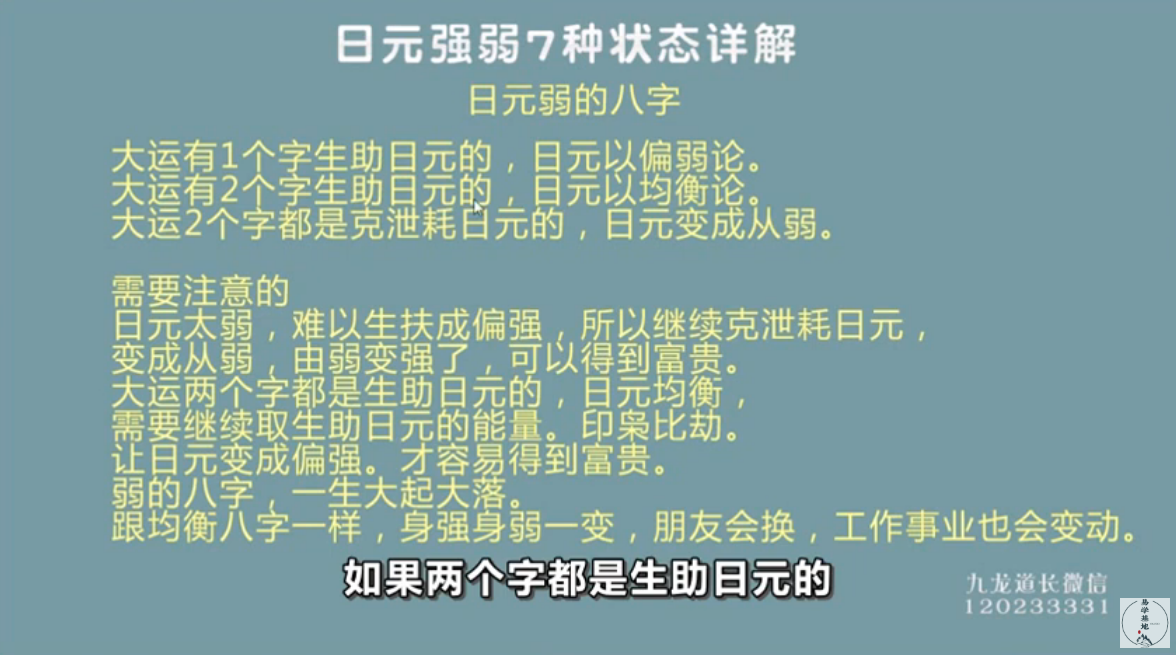 日元强弱7种状态详解
日元弱的八字
大运有1个字生助日元的，日元以偏弱论。
大运有2个字生助日元的，日元以均衡论。
大运2个字都是克泄耗日元的，日元变成从弱。
需要注意的
日元太弱，难以生扶成偏强，所以继续克泄耗日元，
变成从弱，由弱变强了，可以得到富贵。
大运两个字都是生助日元的，日元均衡，
需要继续取生助日元的能量。印枭比劫。
让日元变成偏强。才容易得到富贵。
弱的八字，一生大起大落。
跟均衡八字一样，身强身弱一变，朋友会换，工作事业也会变动。
如果两个字都是生助日元的
九龙道长微信
120233331
易学基地